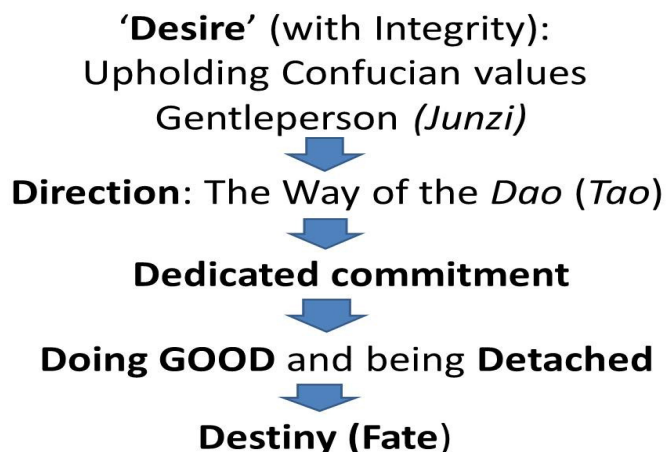 ‘Desire’ (with Integrity):
Upholding Confucian values
Gentleperson (Junzi)
Direction: The Way of the Dao (Tao)
Dedicated commitment
Doing GOOD and being Detached
Destiny (Fate)